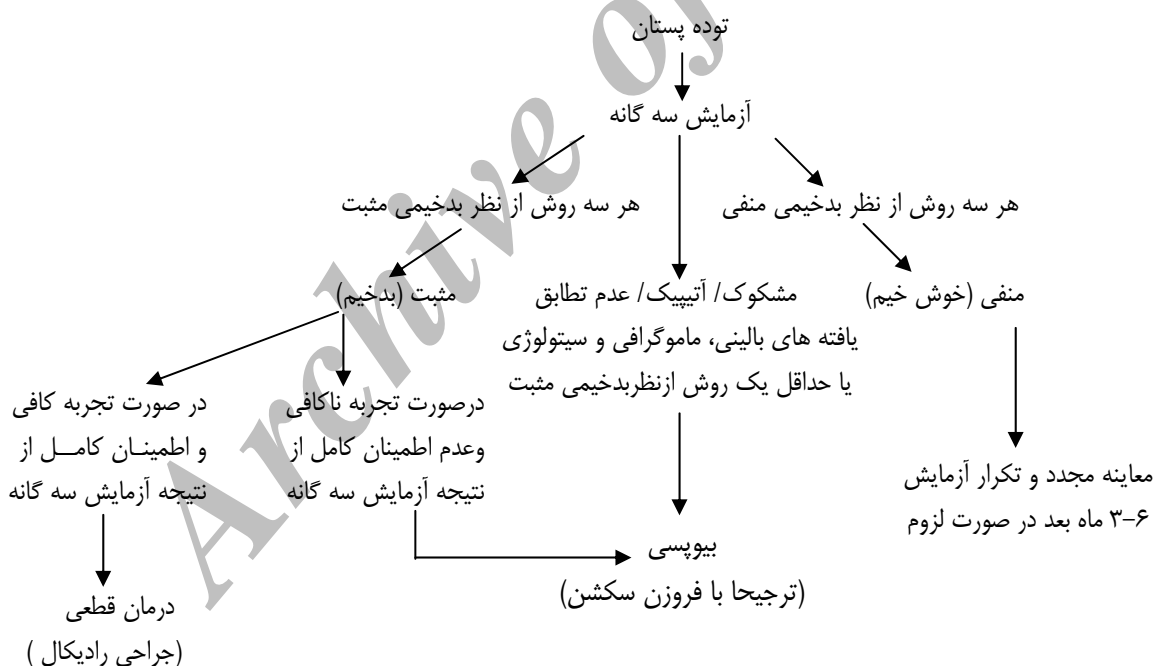 توده پستان
آزمایش سه گانه
هر سه روش از نظر بدخیمی منفی
هر سه روش از نظر بدخیمی مثبت
منفی (خوش خیم)
مشکوک/ آتیپیک/ عدم تطابق
یافته های بالینی، ماموگرافی و سیتولوژی
یا حداقل یک روش ازنظربدخیمی مثبت
مثبت (بدخیم)
معاینه مجدد و تکرار آزمایش
۳-۶ ماه بعد در صورت لزوم
درصورت تجربه ناکافی
وعدم اطمینان کامل از
نتیجه آزمایش سه گانه
در صورت تجربه کافی
و اطمینـان کامــل از
نتیجه آزمایش سه گانه
بیوپسی
(ترجیحا با فروزن سکشن)
درمان قطعی
(جراحی رادیکال )
Archive of